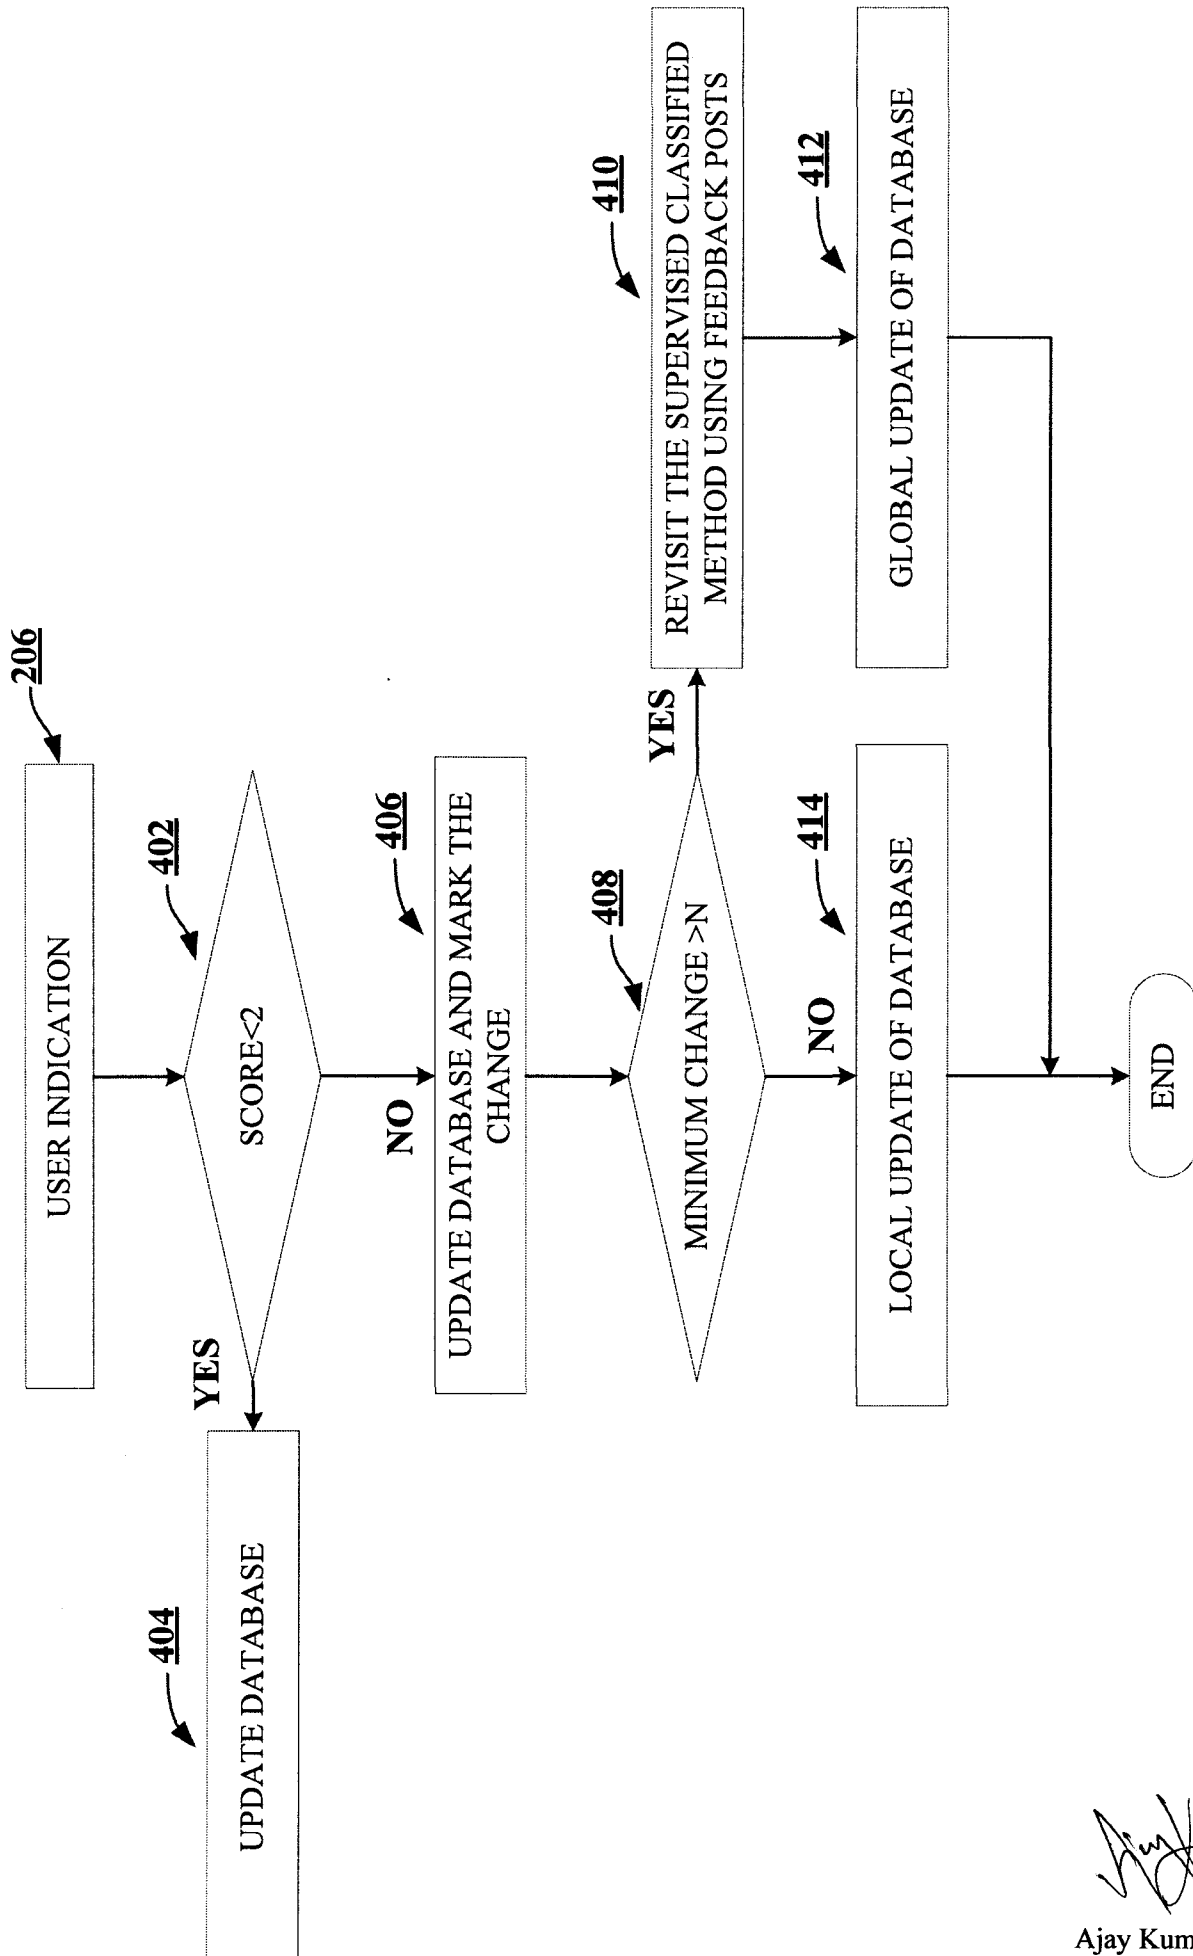 206
USER INDICATION
402
SCORE<2
YES
404
UPDATE DATABASE
NO
406
UPDATE DATABASE AND MARK THE
CHANGE
408
MINIMUM CHANGE >N
YES
410
REVISIT THE SUPERVISED CLASSIFIED
METHOD USING FEEDBACK POSTS
412
GLOBAL UPDATE OF DATABASE
NO
414
LOCAL UPDATE OF DATABASE
END
Ajay Kum